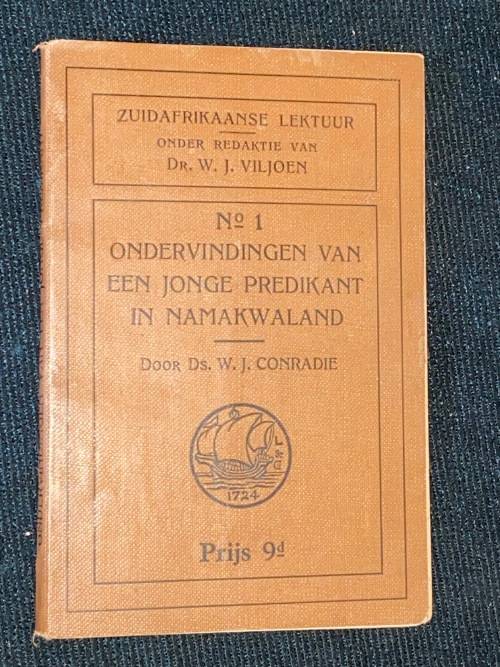 ZUIDAFRIKAANSE LEKTUUR
ONDER REDAKTIE VAN
DR. W. J. VILJOEN
Nº 1
ONDERVINDINGEN VAN
EEN JONGE PREDIKANT
IN NAMAKWALAND
DOOR DS. W. J. CONRADIE
L
&G
1724
Prijs 9d